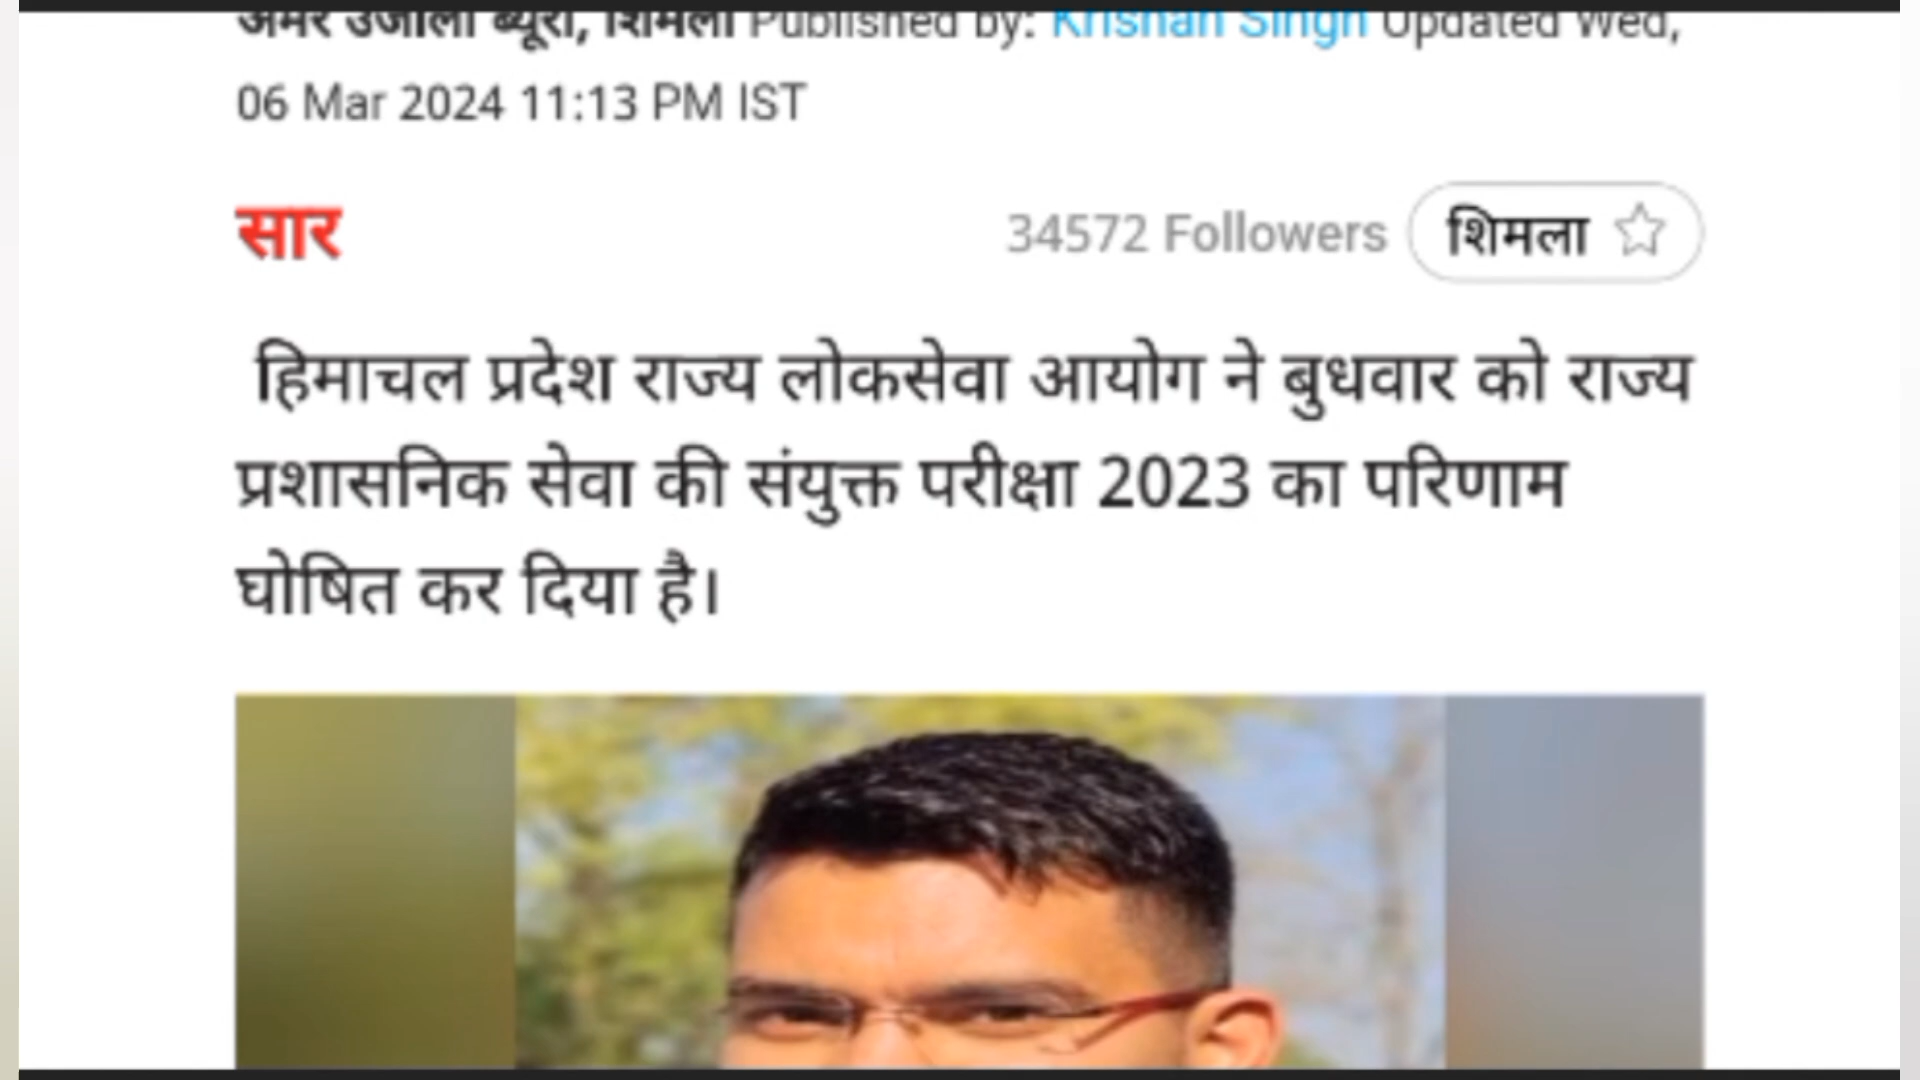 अमर उजाला ब्यूरो, शिमला Published by: Krishan Singh Updated Wed,
06 Mar 2024 11:13 PM IST
सार
34572 Followers शिमला
हिमाचल प्रदेश राज्य लोकसेवा आयोग ने बुधवार को राज्य
प्रशासनिक सेवा की संयुक्त परीक्षा 2023 का परिणाम
घोषित कर दिया है।